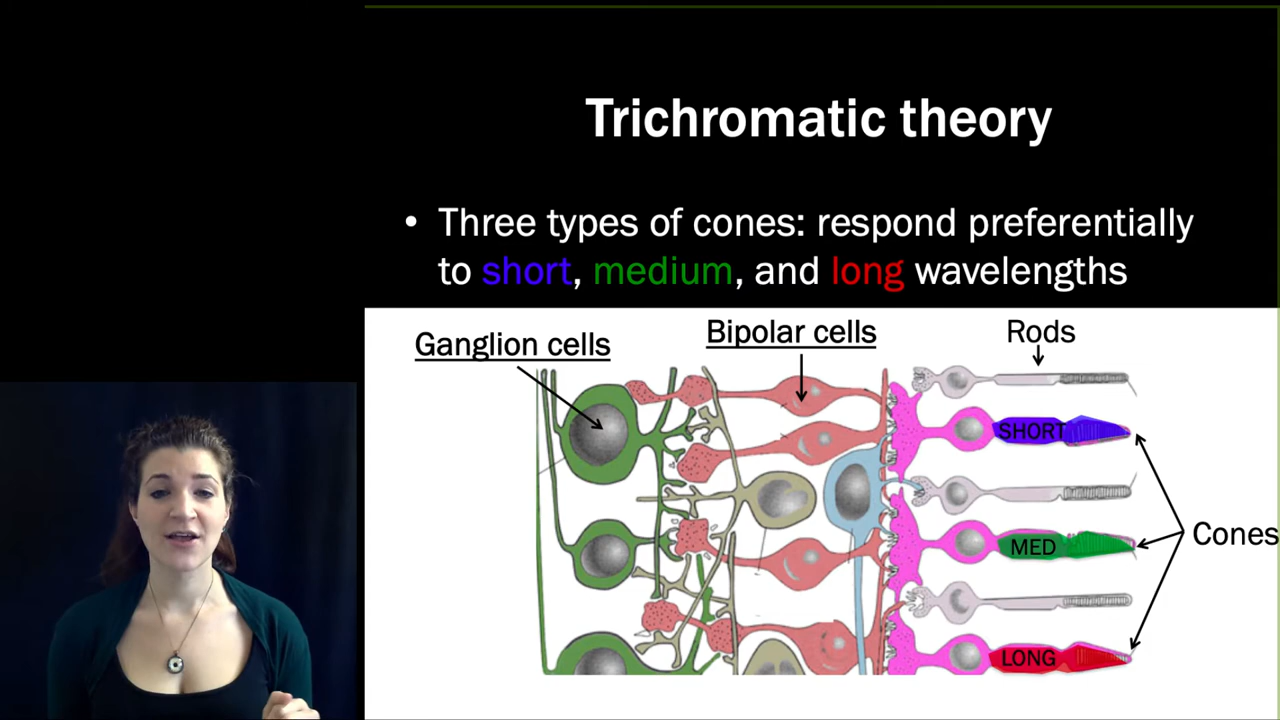 Trichromatic theory
• Three types of cones: respond preferentially
to short, medium, and long wavelengths
Ganglion cells
Bipolar cells
Rods
SHORT
MED
LONG
Cones